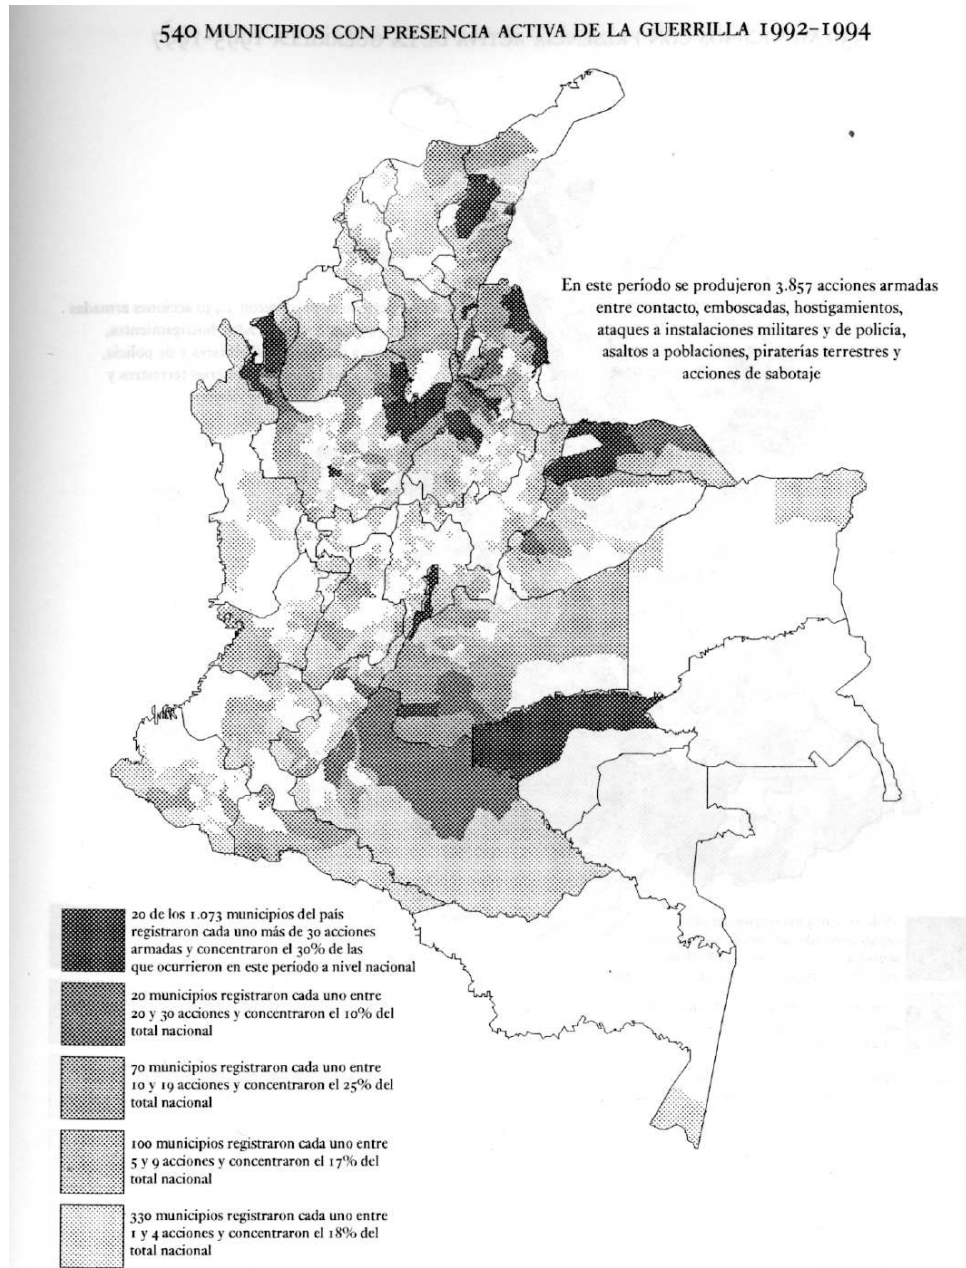 540 MUNICIPIOS CON PRESENCIA ACTIVA DE LA GUERRILLA 1992–1994
En este período se produjeron 3.857 acciones armadas
entre contacto, emboscadas, hostigamientos,
ataques a instalaciones militares y de policía,
asaltos a poblaciones, piraterías terrestres y
acciones de sabotaje
20 de los 1.073 municipios del país
registraron cada uno más de 30 acciones
armadas y concentraron el 30% de las
que ocurrieron en este período a nivel nacional
20 municipios registraron cada uno entre
20 y 30 acciones y concentraron el 10% del
total nacional
70 municipios registraron cada uno entre
10 y 19 acciones y concentraron el 25% del
total nacional
100 municipios registraron cada uno entre
5 y 9 acciones y concentraron el 17% del
total nacional
330 municipios registraron cada uno entre
1 y 4 acciones y concentraron el 18% del
total nacional